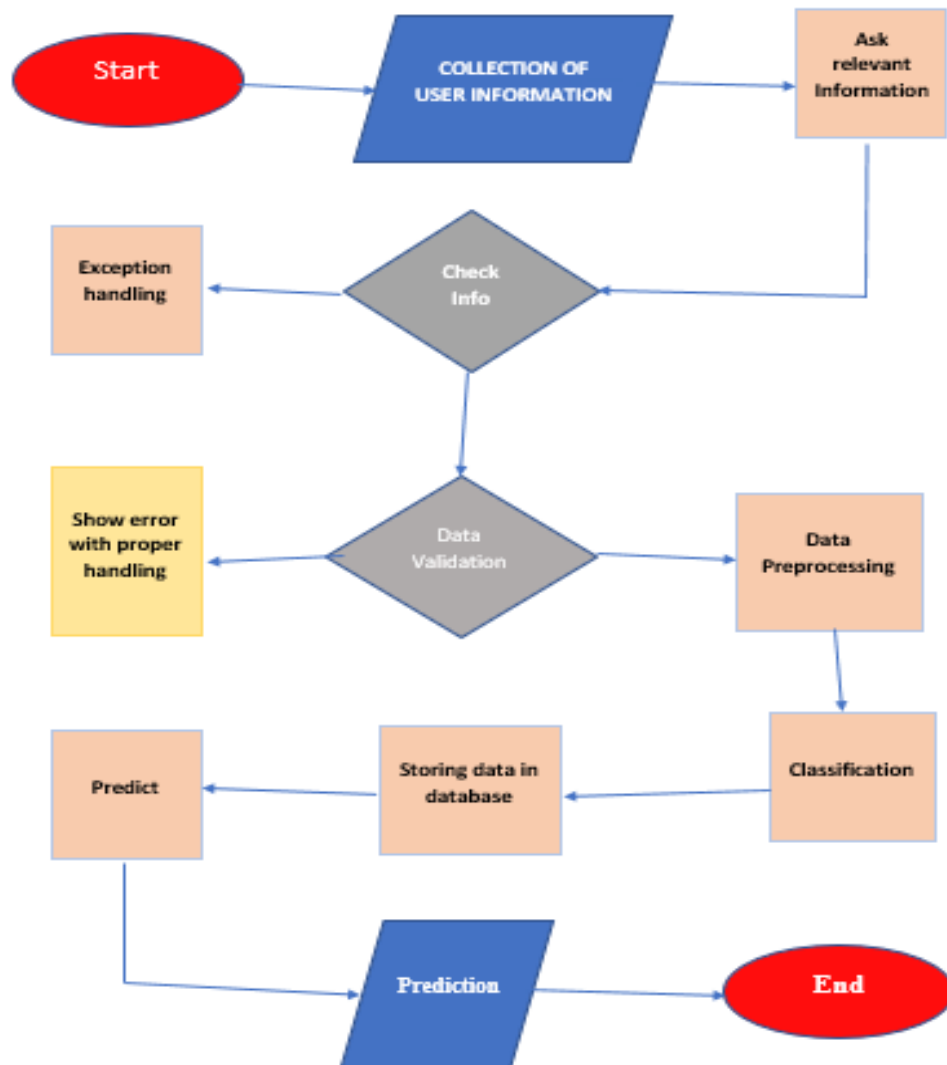 Start
COLLECTION OF
USER INFORMATION
Ask
relevant
Information
Exception
handling
Check
Info
Show error
with proper
handling
Data
Validation
Data
Preprocessing
Predict
Storing data in
database
Classification
Prediction
End